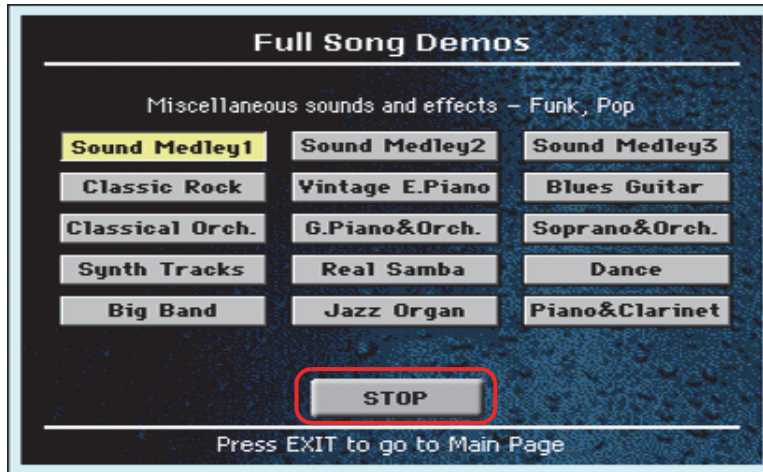 Full Song Demos
Miscellaneous sounds and effects – Funk, Pop
Sound Medley1 Sound Medley2 Sound Medley3
Classic Rock Vintage E.Piano Blues Guitar
Classical Orch. G.Piano&Orch. Soprano&Orch.
Synth Tracks Real Samba Dance
Big Band Jazz Organ Piano&Clarinet
STOP
Press EXIT to go to Main Page